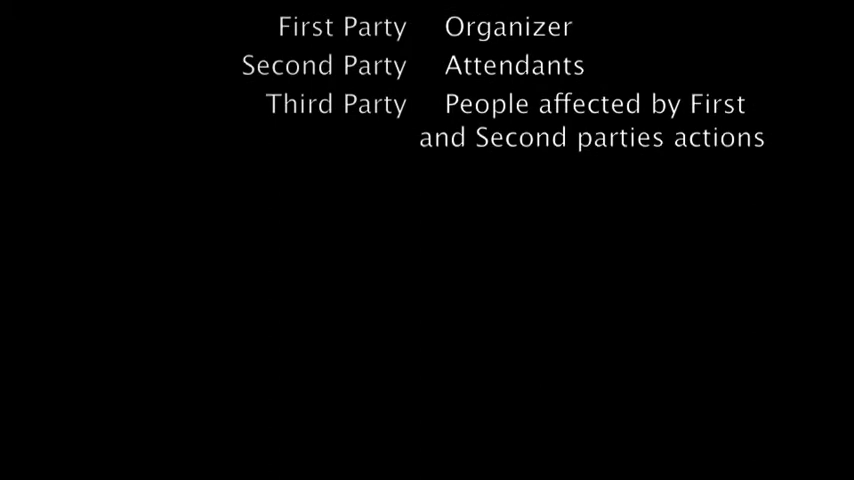 First Party Organizer
Second Party Attendants
Third Party People affected by First
and Second parties actions